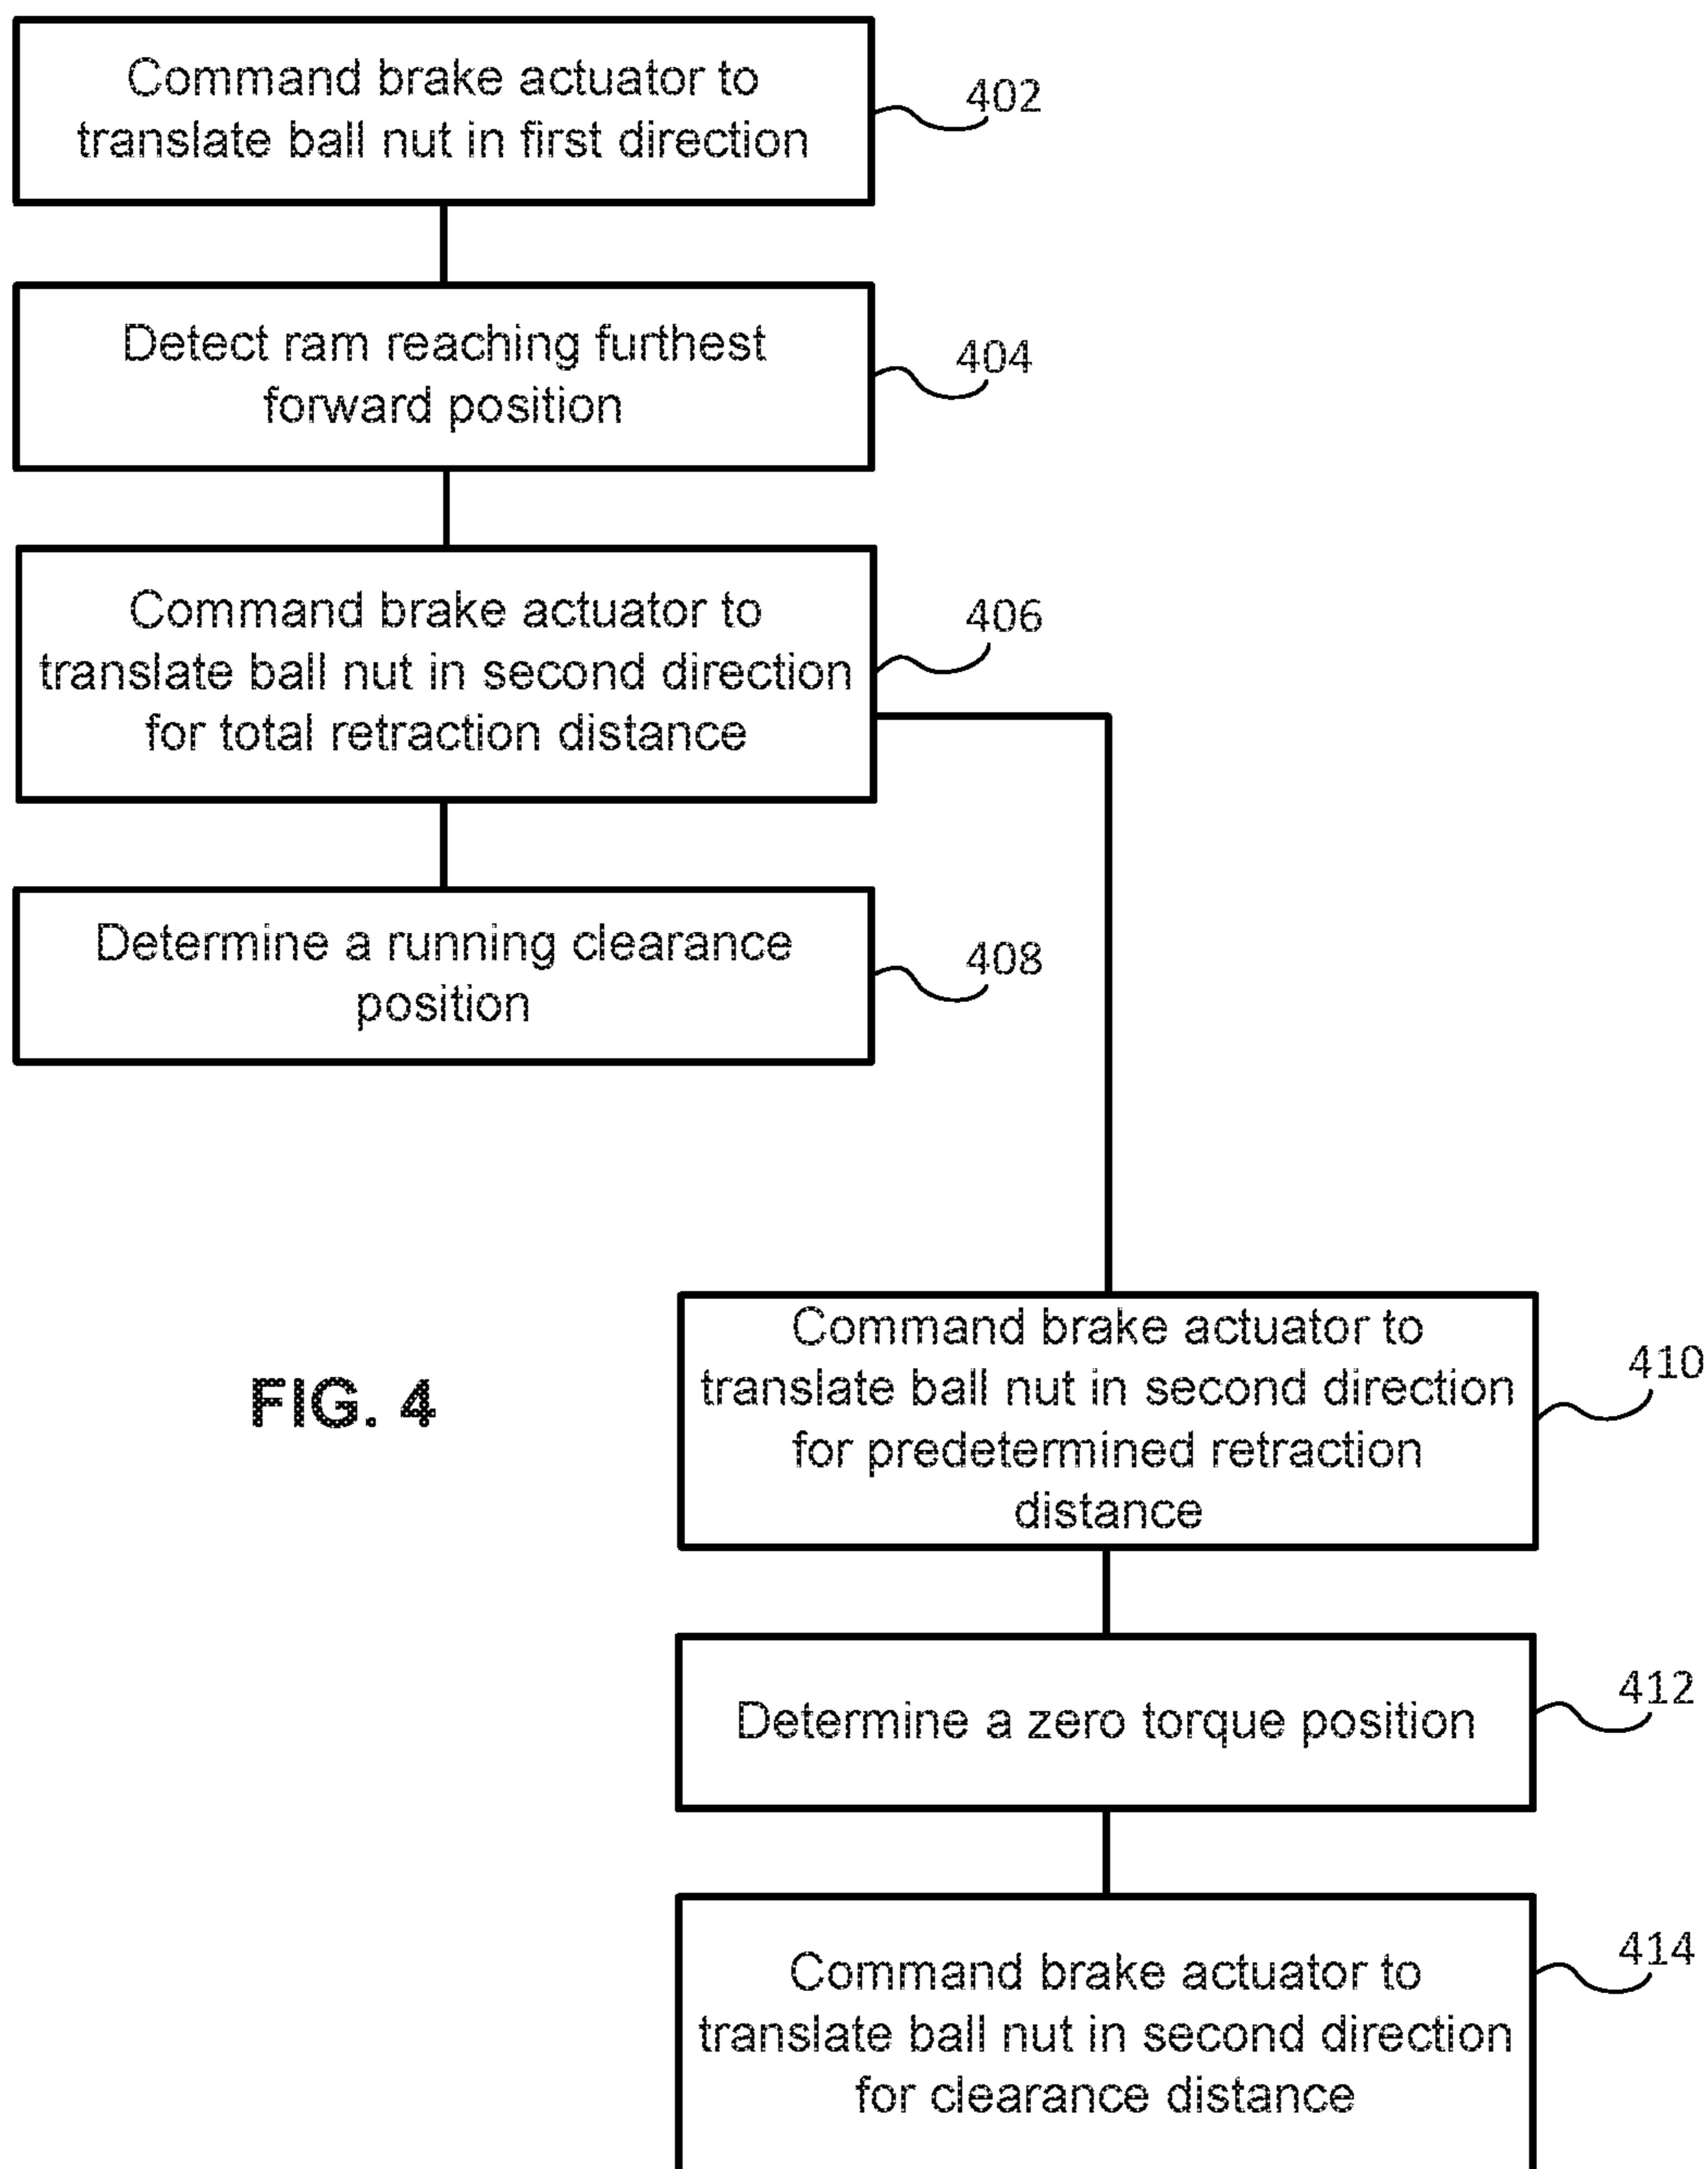 Command brake actuator to
translate ball nut in first direction
402
Detect ram reaching furthest
forward position
404
Command brake actuator to
translate ball nut in second direction
for total retraction distance
406
Determine a running clearance
position
408
FIG. 4
Command brake actuator to
translate ball nut in second direction
for predetermined retraction
distance
410
Determine a zero torque position
412
Command brake actuator to
translate ball nut in second direction
for clearance distance
414